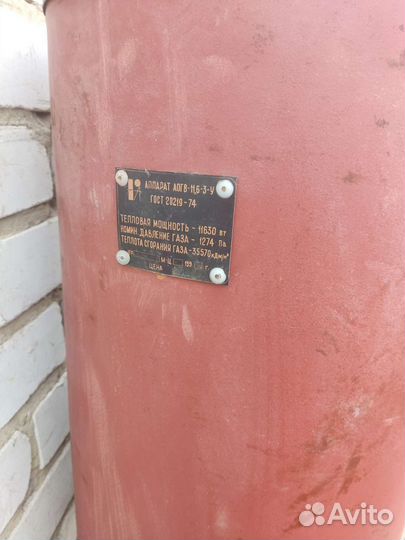 АППАРАТ АОГВ-11,6-3-У
ГОСТ 20219-74
ТЕПЛОВАЯ МОЩНОСТЬ - 11630 вт
НОМИН. ДАВЛЕНИЕ ГАЗА - 1274 Па
ТЕПЛОТА СГОРАНИЯ ГАЗА - 35570 кДж/м³
М-Ц 199 г.
ЦЕНА
Avito